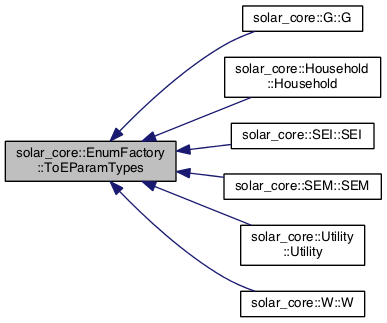 solar_core::G::G
solar_core::Household
::Household
solar_core::SEI::SEI
solar_core::EnumFactory
::ToEParamTypes
solar_core::SEM::SEM
solar_core::Utility
::Utility
solar_core::W::W